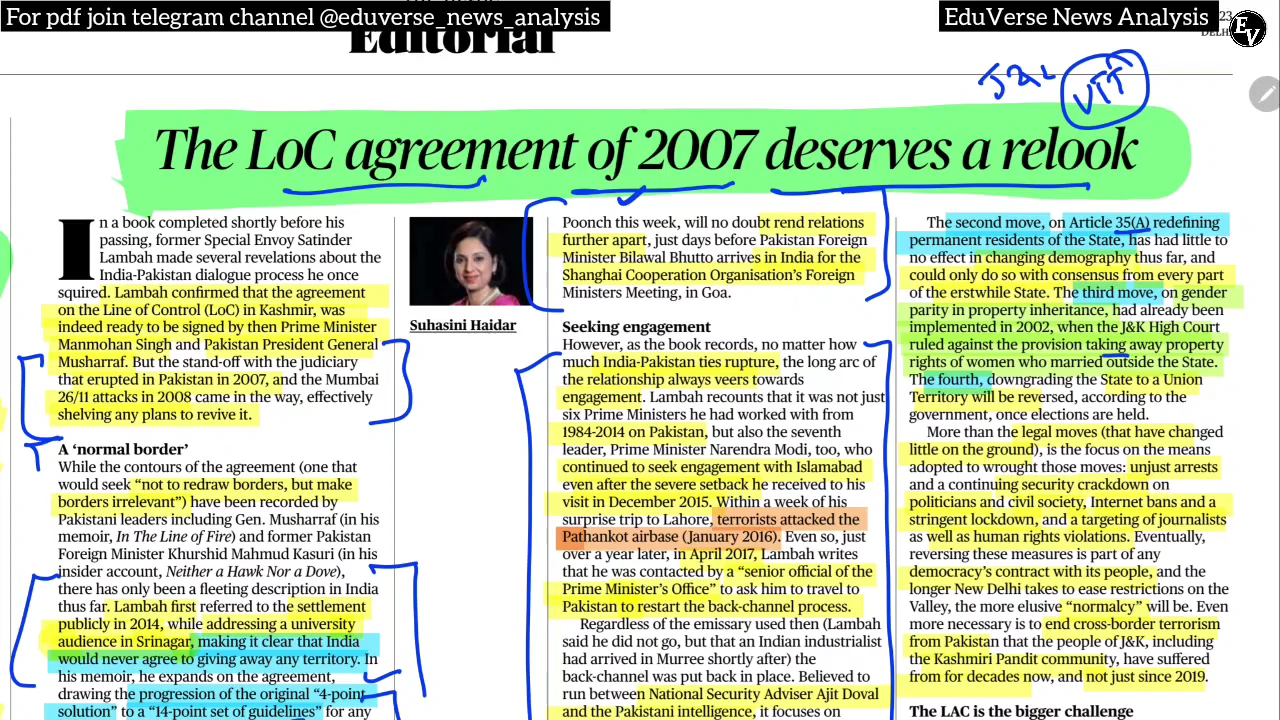 For pdf join telegram channel @eduverse_news_analysis
EduVerse News Analysis
EV
Editorial
23
DELH
J&K
UT
The LoC agreement of 2007 deserves a relook
In a book completed shortly before his
passing, former Special Envoy Satinder
Lambah made several revelations about the
India-Pakistan dialogue process he once
squired. Lambah confirmed that the agreement
on the Line of Control (LoC) in Kashmir, was
indeed ready to be signed by then Prime Minister
Manmohan Singh and Pakistan President General
Musharraf. But the stand-off with the judiciary
that erupted in Pakistan in 2007, and the Mumbai
26/11 attacks in 2008 came in the way, effectively
shelving any plans to revive it.
A ‘normal border’
While the contours of the agreement (one that
would seek “not to redraw borders, but make
borders irrelevant”) have been recorded by
Pakistani leaders including Gen. Musharraf (in his
memoir, In The Line of Fire) and former Pakistan
Foreign Minister Khurshid Mahmud Kasuri (in his
insider account, Neither a Hawk Nor a Dove),
there has only been a fleeting description in India
thus far. Lambah first referred to the settlement
publicly in 2014, while addressing a university
audience in Srinagar, making it clear that India
would never agree to giving away any territory. In
his memoir, he expands on the agreement,
drawing the progression of the original “4-point
solution” to a “14-point set of guidelines” for any
Suhasini Haidar
Poonch this week, will no doubt rend relations
further apart, just days before Pakistan Foreign
Minister Bilawal Bhutto arrives in India for the
Shanghai Cooperation Organisation’s Foreign
Ministers Meeting, in Goa.
Seeking engagement
However, as the book records, no matter how
much India-Pakistan ties rupture, the long arc of
the relationship always veers towards
engagement. Lambah recounts that it was not just
six Prime Ministers he had worked with from
1984-2014 on Pakistan, but also the seventh
leader, Prime Minister Narendra Modi, too, who
continued to seek engagement with Islamabad
even after the severe setback he received to his
visit in December 2015. Within a week of his
surprise trip to Lahore, terrorists attacked the
Pathankot airbase (January 2016). Even so, just
over a year later, in April 2017, Lambah writes
that he was contacted by a “senior official of the
Prime Minister’s Office” to ask him to travel to
Pakistan to restart the back-channel process.
Regardless of the emissary used then (Lambah
said he did not go, but that an Indian industrialist
had arrived in Murree shortly after) the
back-channel was put back in place. Believed to
run between National Security Adviser Ajit Doval
and the Pakistani intelligence, it focuses on
The second move, on Article 35(A) redefining
permanent residents of the State, has had little to
no effect in changing demography thus far, and
could only do so with consensus from every part
of the erstwhile State. The third move, on gender
parity in property inheritance, had already been
implemented in 2002, when the J&K High Court
ruled against the provision taking away property
rights of women who married outside the State.
The fourth, downgrading the State to a Union
Territory will be reversed, according to the
government, once elections are held.
More than the legal moves (that have changed
little on the ground), is the focus on the means
adopted to wrought those moves: unjust arrests
and a continuing security crackdown on
politicians and civil society, Internet bans and a
stringent lockdown, and a targeting of journalists
as well as human rights violations. Eventually,
reversing these measures is part of any
democracy’s contract with its people, and the
longer New Delhi takes to ease restrictions on the
Valley, the more elusive “normalcy” will be. Even
more necessary is to end cross-border terrorism
from Pakistan that the people of J&K, including
the Kashmiri Pandit community, have suffered
from for decades now, and not just since 2019.
The LAC is the bigger challenge